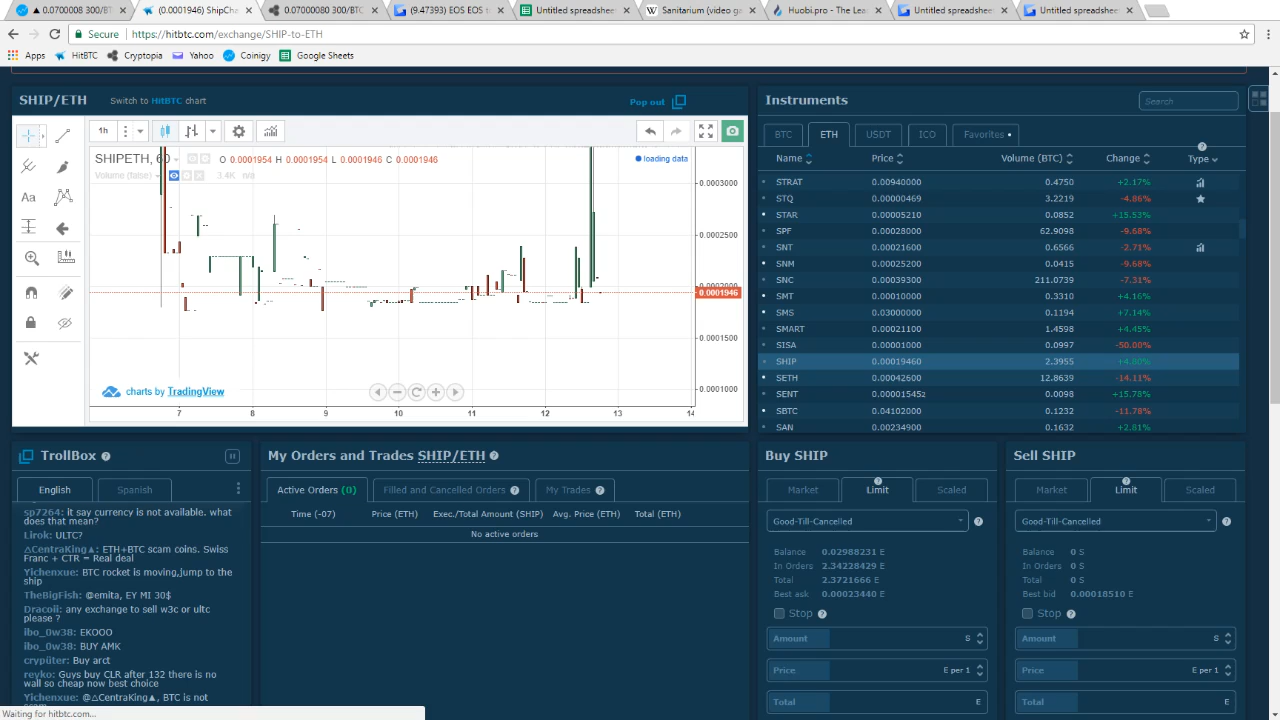 ▲ 0.0700008 300/BTC
(0.0001946) ShipChe
0.07000080 300/BTC
(9.47393) EOS EOS t
Untitled spreadshee
Sanitarium (video ga
Huobi.pro - The Lea
Untitled spreadshee
Untitled spreadshee
Secure
https://hitbtc.com/exchange/SHIP-to-ETH
Apps
HitBTC
Cryptopia
Yahoo
Coinigy
Google Sheets
SHIP/ETH
Switch to HitBTC chart
Pop out
1h
SHIPETH, 60
O 0.0001954 H 0.0001954 L 0.0001946 C 0.0001946
loading data
Volume (false)
3.4K n/a
Aa
0.0003000
0.0002500
0.0002000
0.0001946
0.0001500
0.0001000
charts by TradingView
7 8 9 10 11 12 13 14
Instruments
Search
BTC ETH USDT ICO Favorites •
Name Price Volume (BTC) Change Type
STRAT 0.00940000 0.4750 +2.17%
STQ 0.00000469 3.2219 -4.86%
STAR 0.00005210 0.0852 +15.53%
SPF 0.00028000 62.9098 -9.68%
SNT 0.00021600 0.6566 -2.71%
SNM 0.00025200 0.0415 -9.68%
SNC 0.00039300 211.0739 -7.31%
SMT 0.00010000 0.3310 +4.16%
SMS 0.03000000 0.1194 +7.14%
SMART 0.00021100 1.4598 +4.45%
SISA 0.00001000 0.0997 -50.00%
SHIP 0.00019460 2.3955 +4.80%
SETH 0.00042600 12.8639 -14.11%
SENT 0.000015452 0.0098 +15.78%
SBTC 0.04102000 0.1232 -11.78%
SAN 0.00234900 0.1632 +2.81%
TrollBox
English Spanish
sp7264: it say currency is not available. what
does that mean?
Lirok: ULTC?
△CentraKing▲: ETH+BTC scam coins. Swiss
Franc + CTR = Real deal
Yichenxue: BTC rocket is moving,jump to the
ship
TheBigFish: @emita, EY MI 30$
Dracoii: any exchange to sell w3c or ultc
please ?
ibo_0w38: EKOOO
ibo_0w38: BUY AMK
crypüter: Buy arct
reyko: Guys buy CLR after 132 there is no
wall so cheap now best choice
Yichenxue: @△CentraKing▲, BTC is not
Waiting for hitbtc.com...
My Orders and Trades SHIP/ETH
Active Orders (0)
Filled and Cancelled Orders
My Trades
Time (-07) Price (ETH) Exec./Total Amount (SHIP) Avg. Price (ETH) Total (ETH)
No active orders
Buy SHIP
Market Limit Scaled
Good-Till-Cancelled
Balance 0.02988231 E
In Orders 2.34228429 E
Total 2.3721666 E
Best ask 0.00023440 E
Stop
Amount S
Price E per 1
Total E
Sell SHIP
Market Limit Scaled
Good-Till-Cancelled
Balance 0 S
In Orders 0 S
Total 0 S
Best bid 0.00018510 E
Stop
Amount S
Price E per 1
Total E